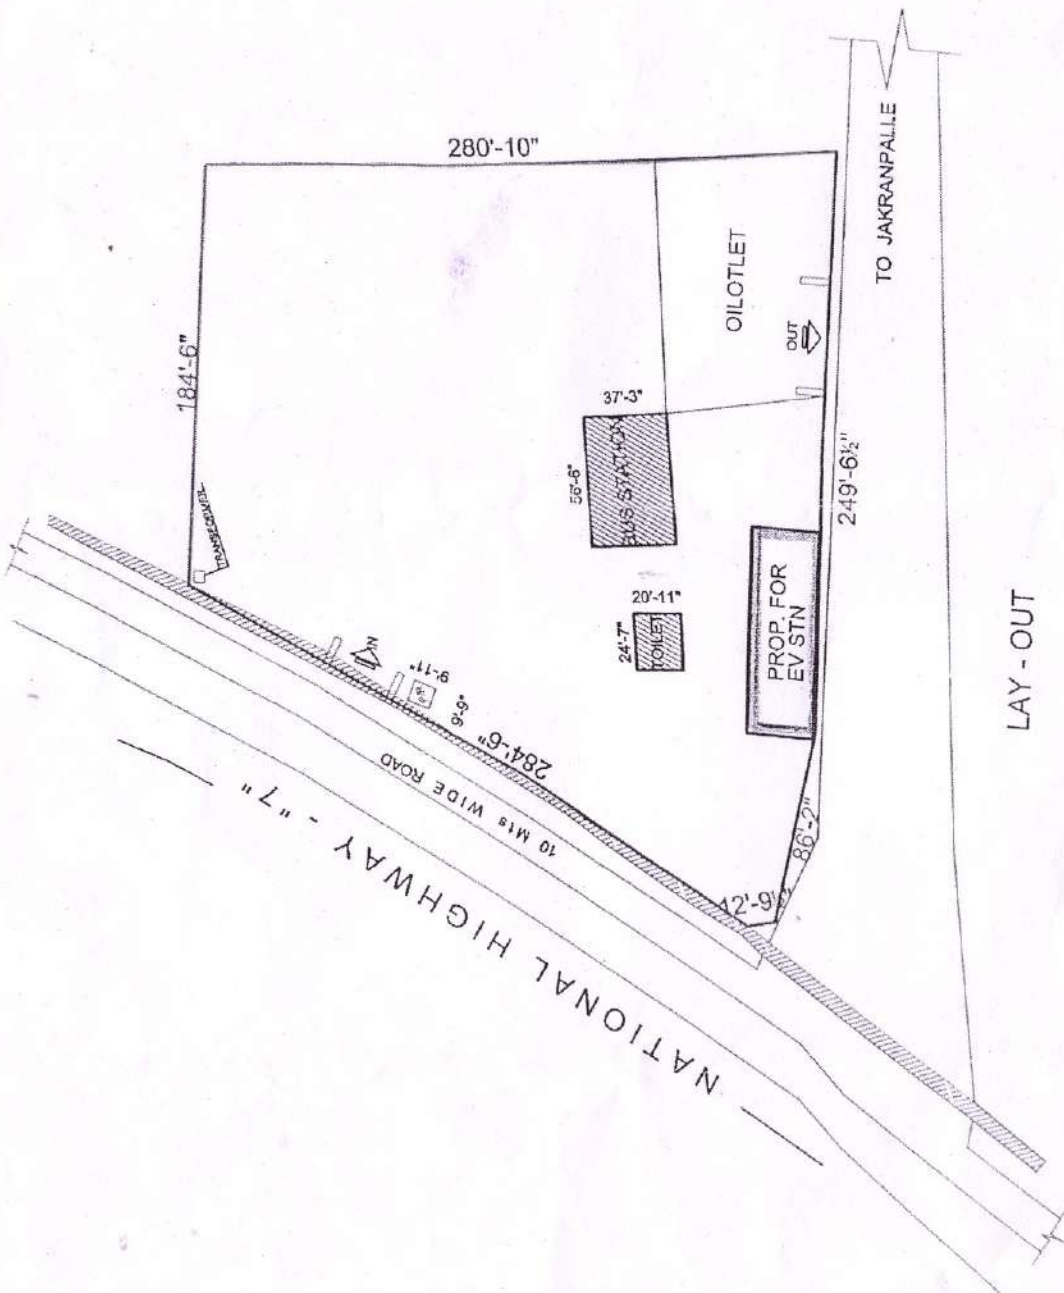 280'-10"
184'-6"
TO JAKRANPALLE
OILOTLET
OUT
37'-3"
56'-6"
BUS STATION
249'-6½"
TRANSFORMER
IN
9'-11"
9'-9"
20'-11"
24'-7"
TOILET
PROP. FOR
EV STN
284'-6"
10 Mts WIDE ROAD
NATIONAL HIGHWAY - "7"
86'-2"
LAY - OUT